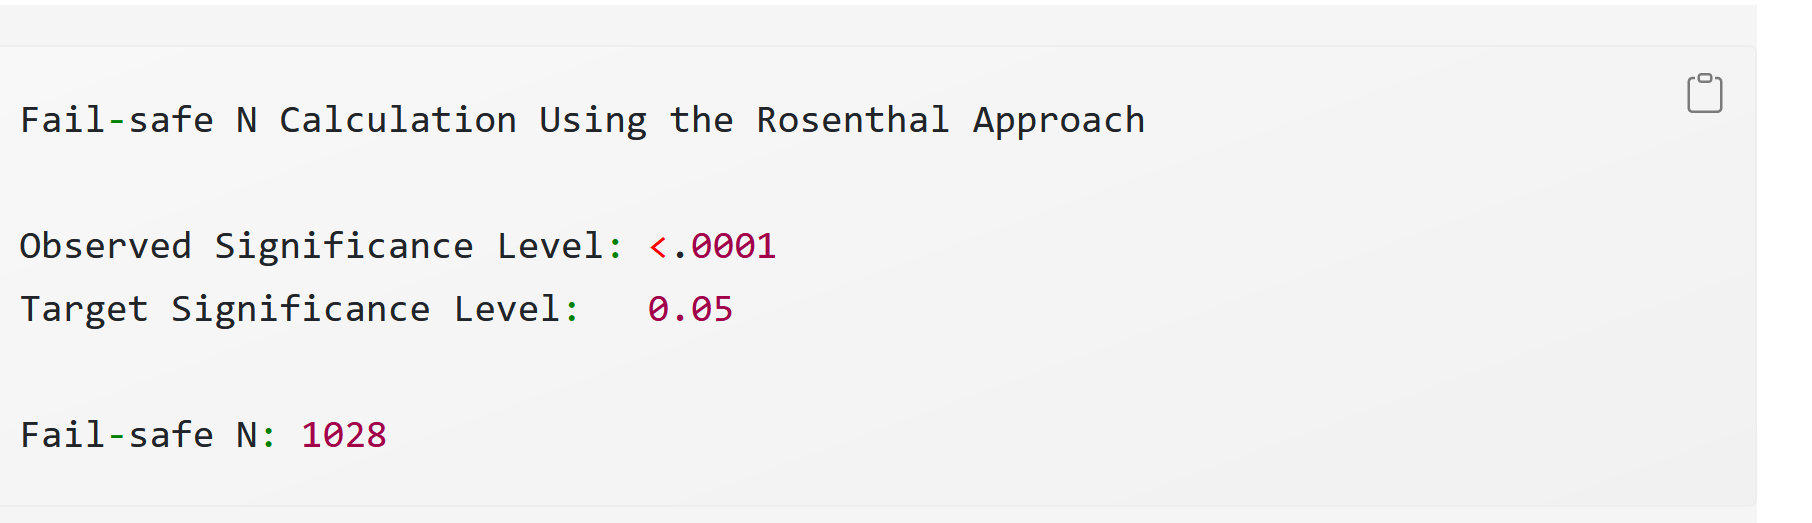 Fail-safe N Calculation Using the Rosenthal Approach
Observed Significance Level: <.0001
Target Significance Level:   0.05
Fail-safe N: 1028